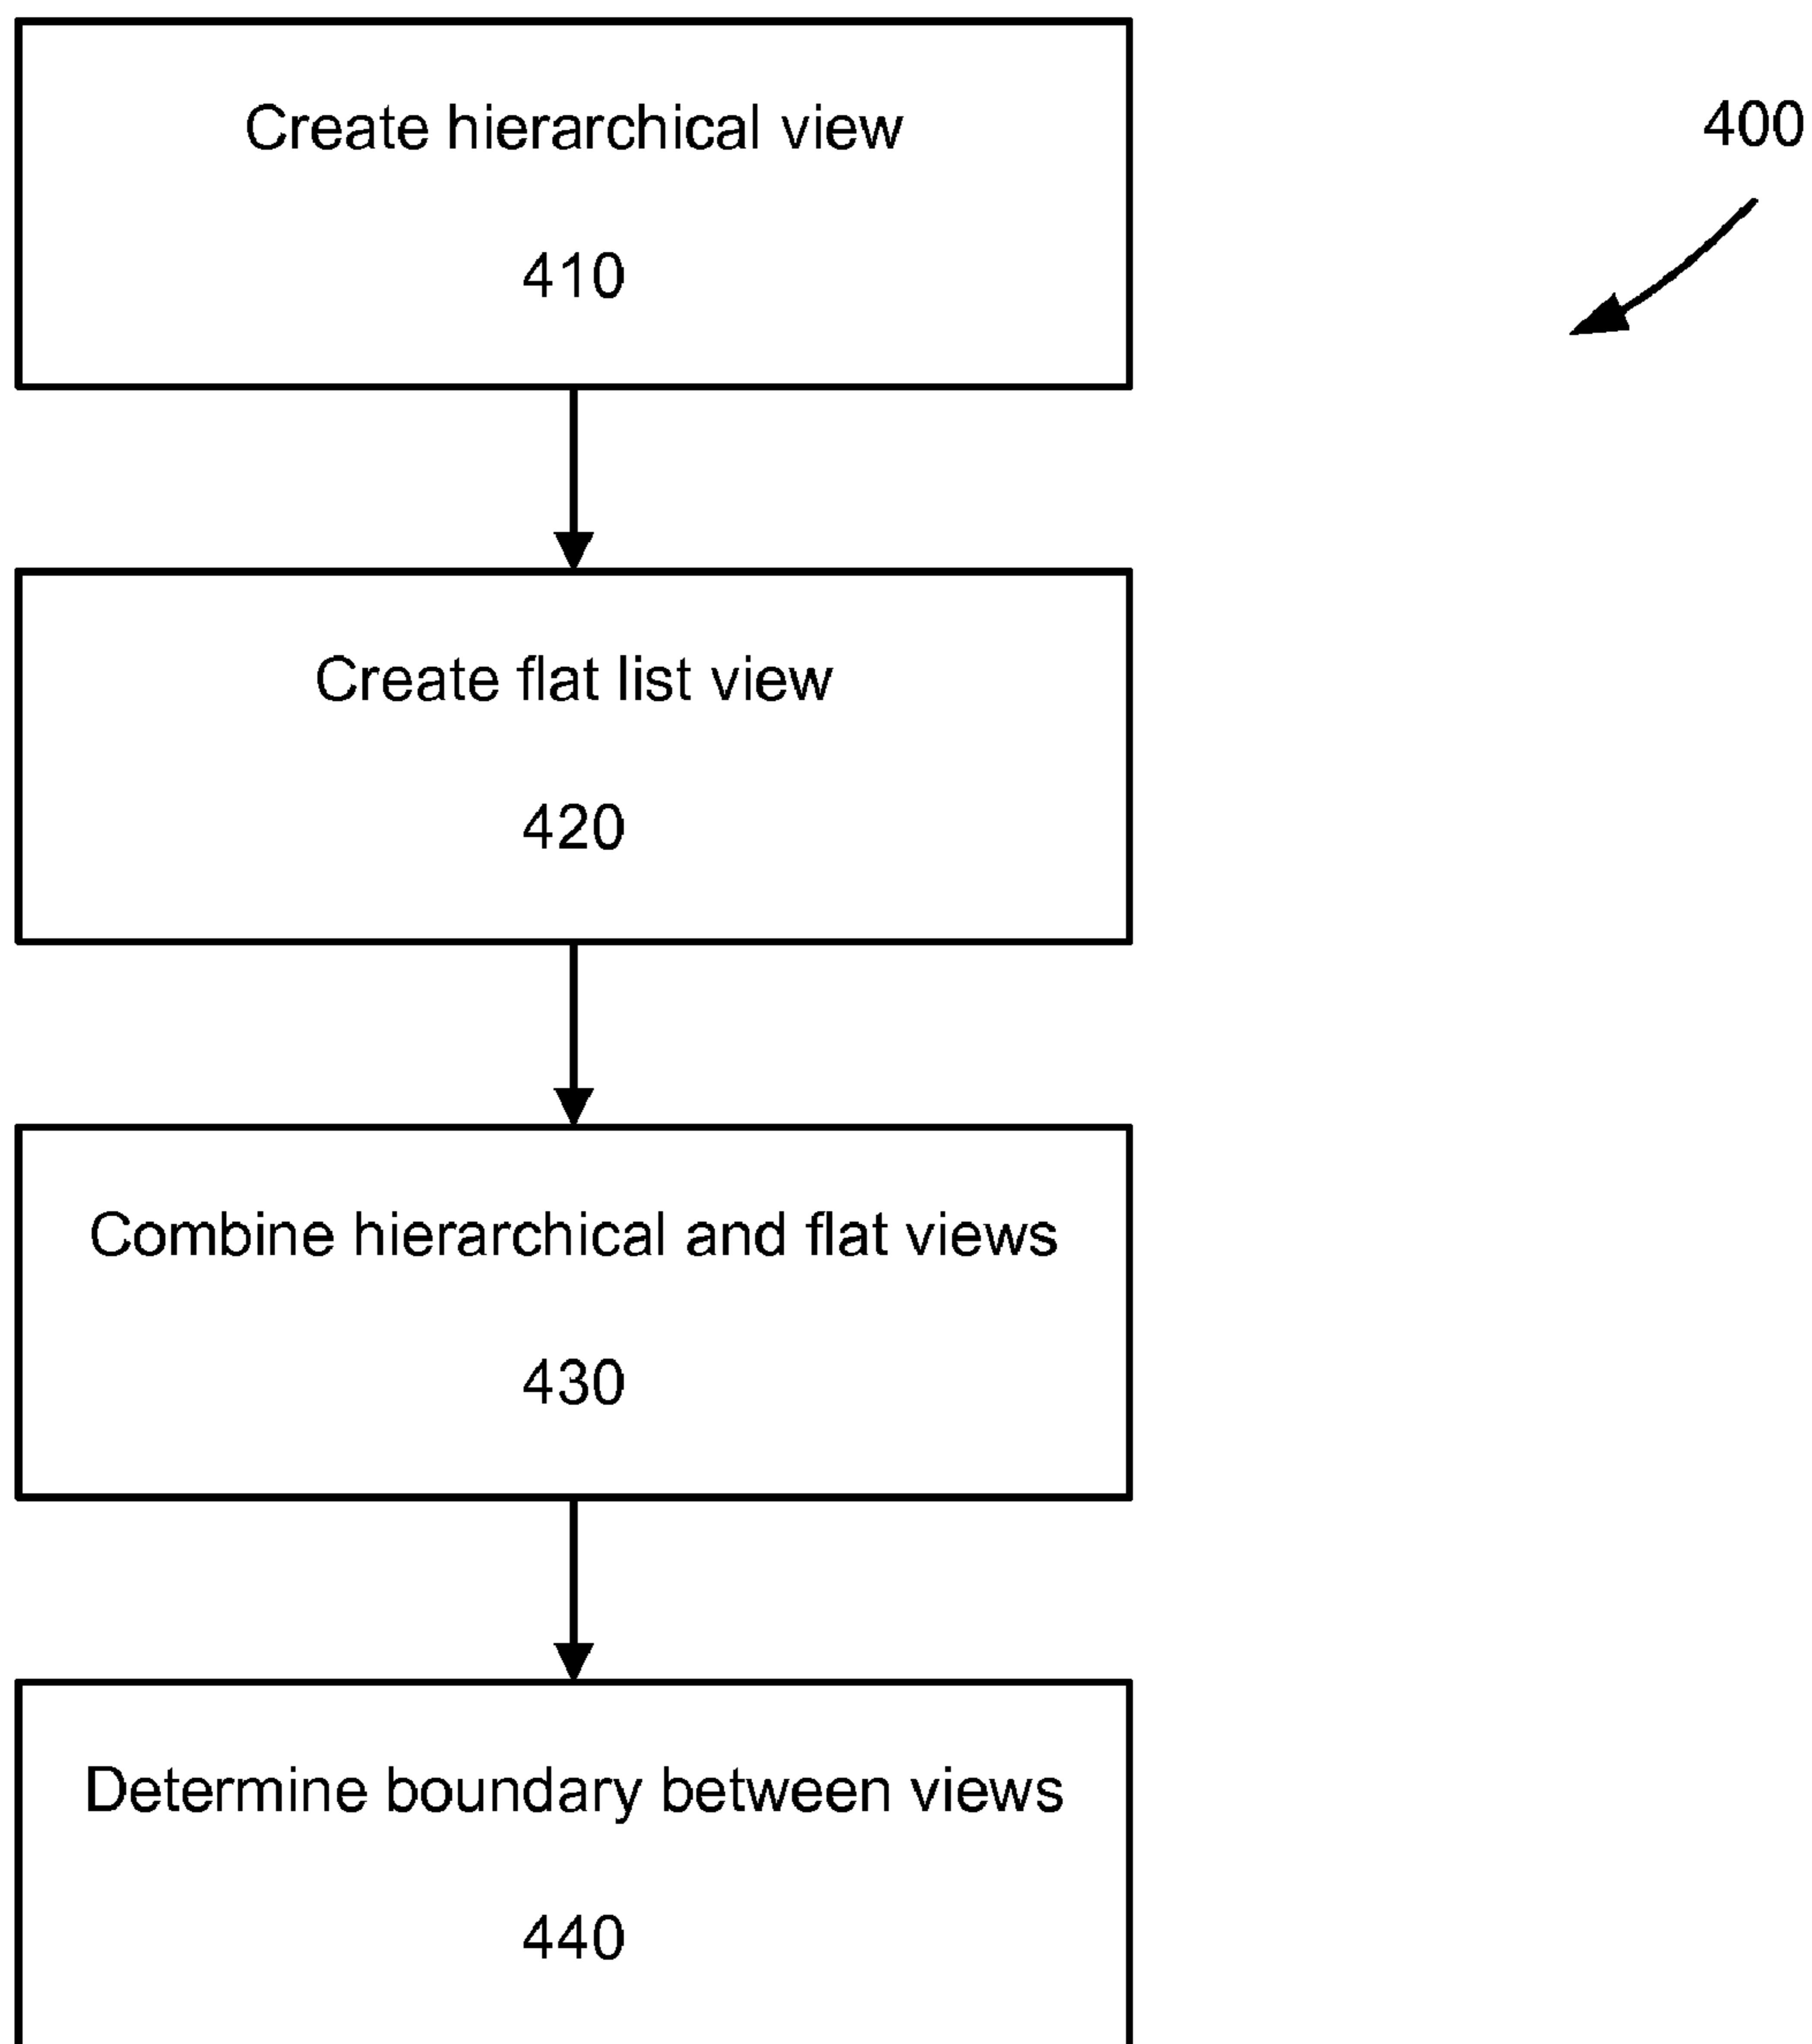 Create hierarchical view
410
400
Create flat list view
420
Combine hierarchical and flat views
430
Determine boundary between views
440